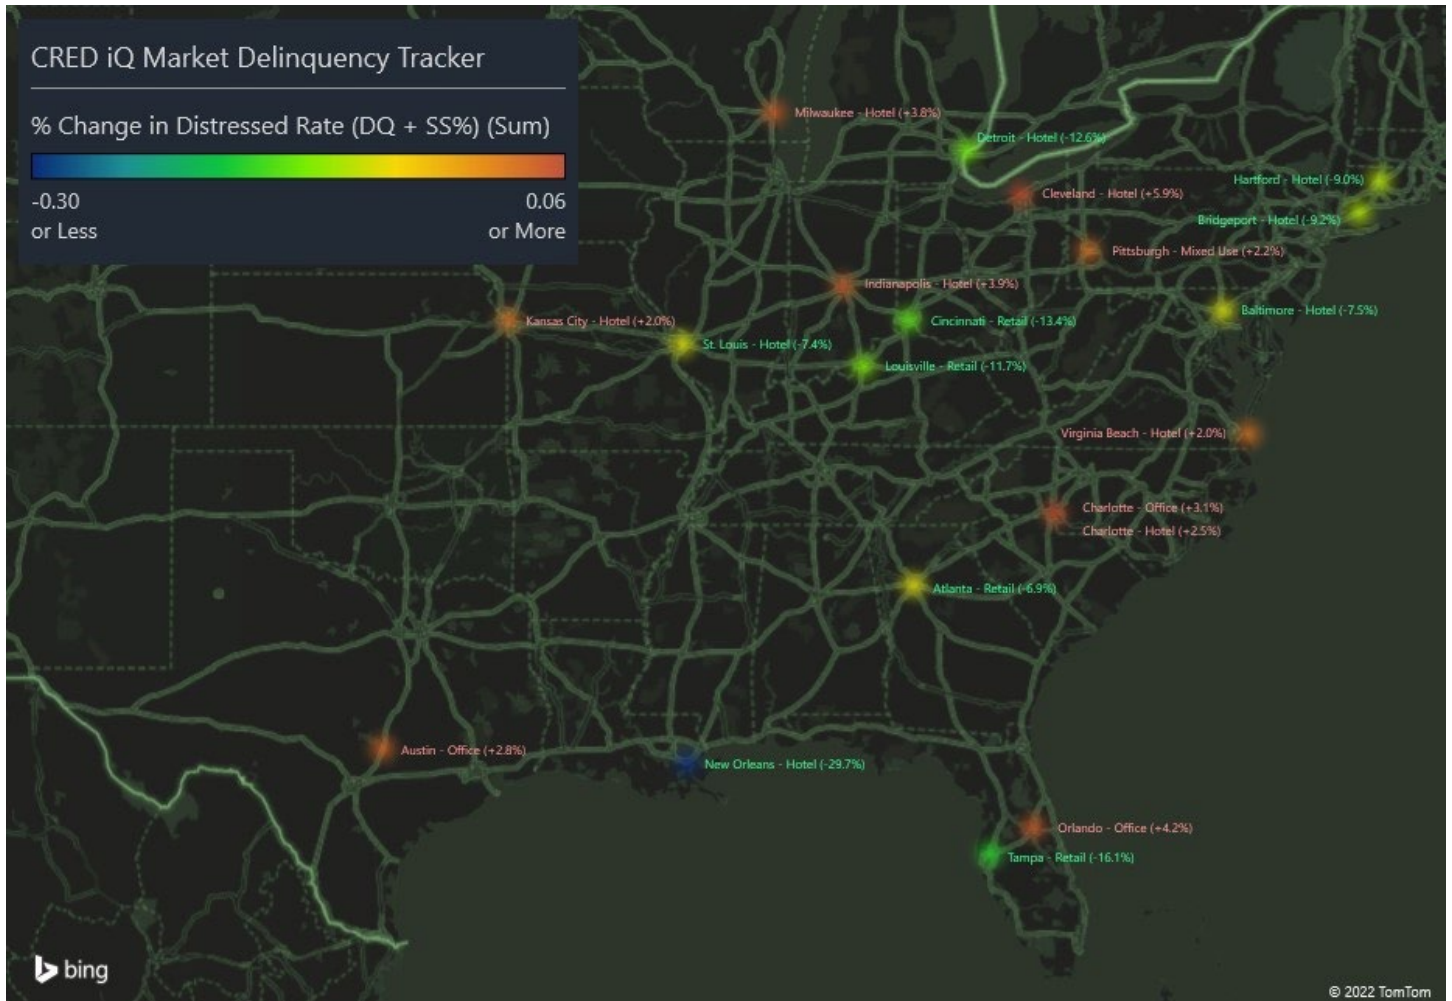 CRED iQ Market Delinquency Tracker
% Change in Distressed Rate (DQ + SS%) (Sum)
-0.30
or Less
0.06
or More
Milwaukee - Hotel (+3.8%)
Detroit - Hotel (-12.6%)
Hartford - Hotel (-9.0%)
Cleveland - Hotel (+5.9%)
Bridgeport - Hotel (-9.2%)
Pittsburgh - Mixed Use (+2.2%)
Indianapolis - Hotel (+3.9%)
Baltimore - Hotel (-7.5%)
Kansas City - Hotel (+2.0%)
Cincinnati - Retail (-13.4%)
St. Louis - Hotel (-7.4%)
Louisville - Retail (-11.7%)
Virginia Beach - Hotel (+2.0%)
Charlotte - Office (+3.1%)
Charlotte - Hotel (+2.5%)
Atlanta - Retail (-6.9%)
Austin - Office (+2.8%)
New Orleans - Hotel (-29.7%)
Orlando - Office (+4.2%)
Tampa - Retail (-16.1%)
bing
© 2022 TomTom